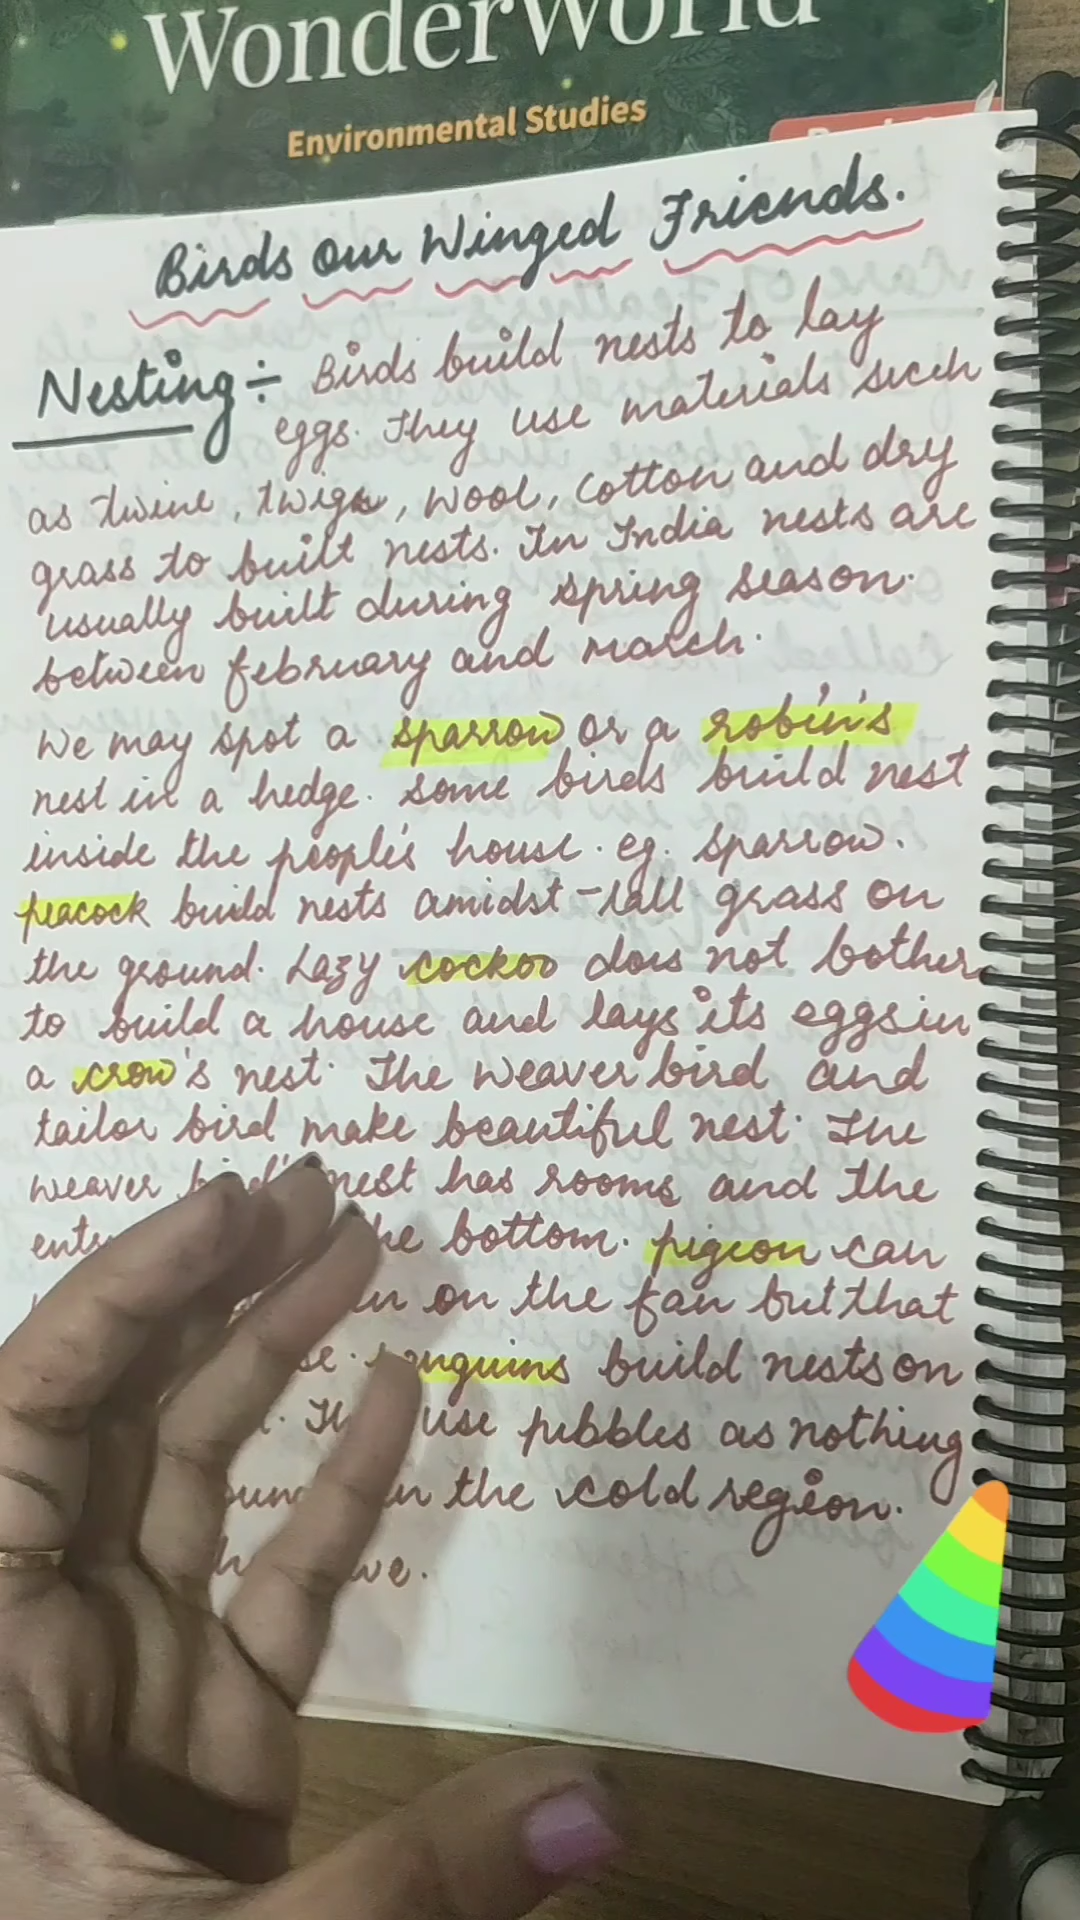 WonderWorld
Environmental Studies
Birds Our Winged Friends.
Nesting :- Birds build nests to lay
eggs. They use materials such
as twine, twigs, wool, cotton and dry
grass to built nests. In India nests are
usually built during spring season.
between february and march.
We may spot a sparrow or a robin's
nest in a hedge. some birds build nest
inside the people's house. eg. sparrow.
peacock build nests amidst tall grass on
the ground. Lazy cockoo does not bother
to build a house and lays its eggs in
a crow's nest. The weaver bird and
tailor bird make beautiful nest. The
weaver bird's nest has rooms and the
the bottom. pigeon can
on the fan but that
penguins build nests on
use pebbles as nothing
in the cold region.